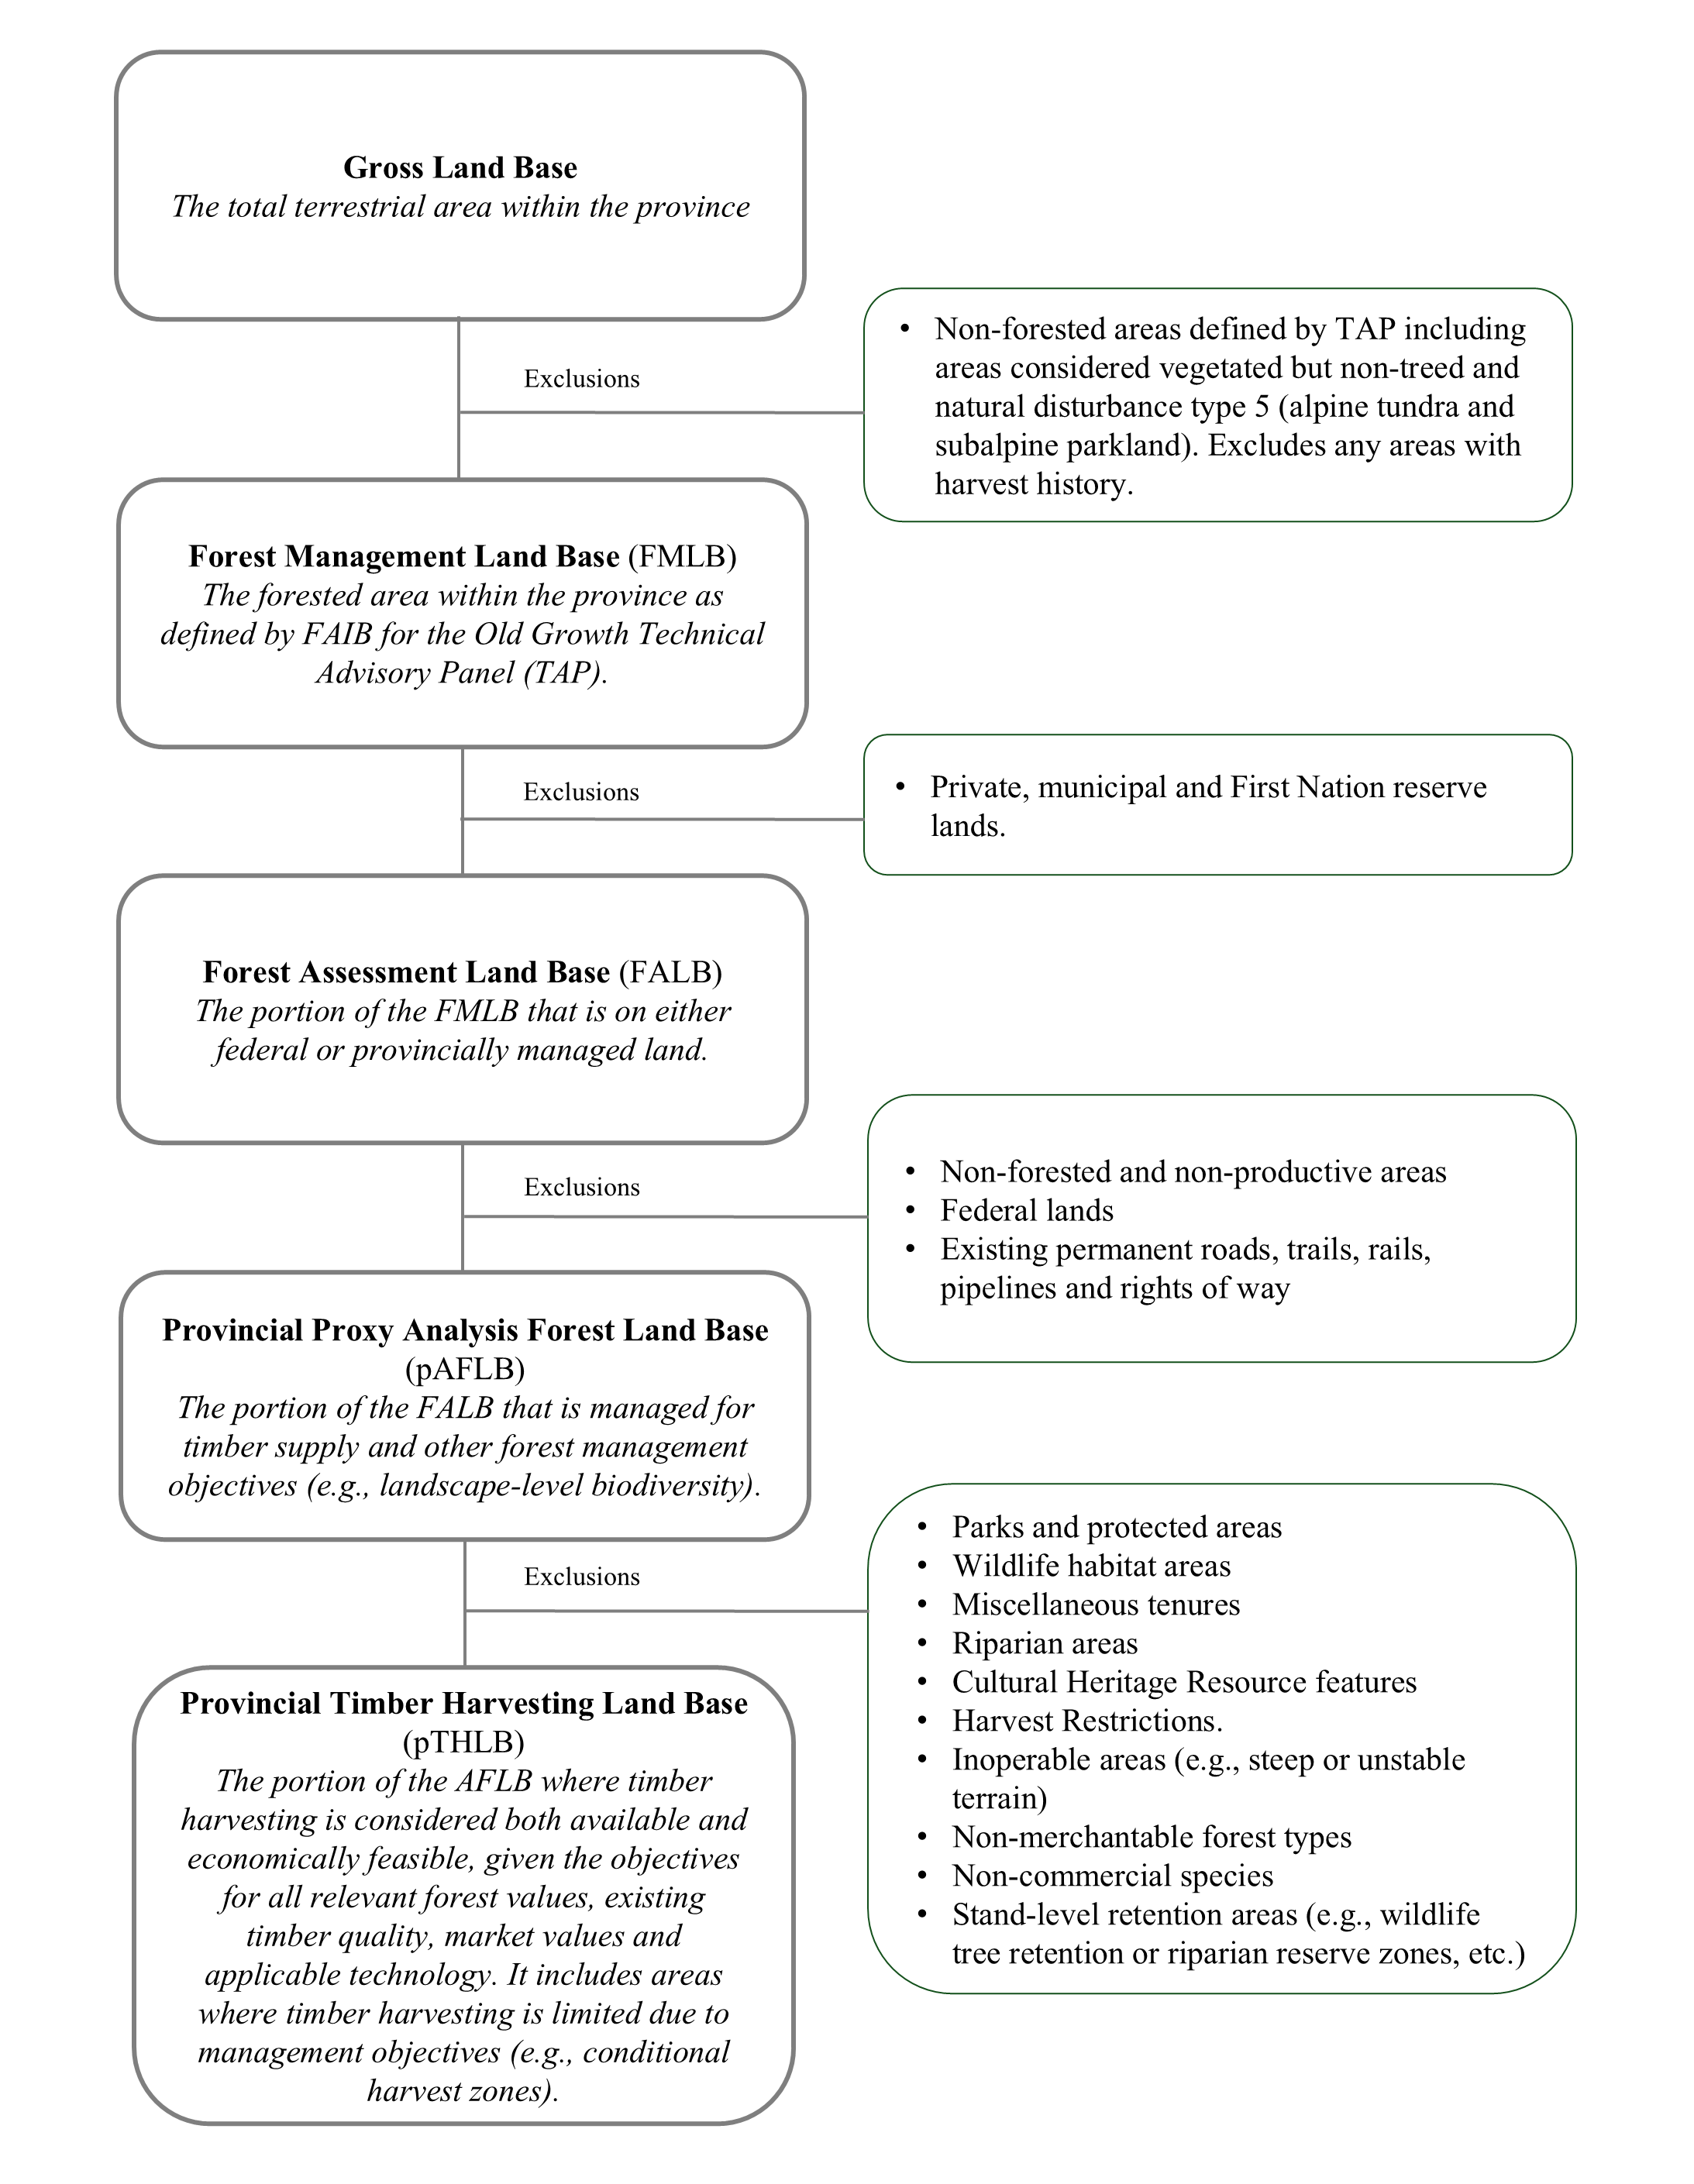 Gross Land Base
The total terrestrial area within the province
Exclusions
• Non-forested areas defined by TAP including
areas considered vegetated but non-treed and
natural disturbance type 5 (alpine tundra and
subalpine parkland). Excludes any areas with
harvest history.
Forest Management Land Base (FMLB)
The forested area within the province as
defined by FAIB for the Old Growth Technical
Advisory Panel (TAP).
Exclusions
• Private, municipal and First Nation reserve
lands.
Forest Assessment Land Base (FALB)
The portion of the FMLB that is on either
federal or provincially managed land.
Exclusions
• Non-forested and non-productive areas
• Federal lands
• Existing permanent roads, trails, rails,
pipelines and rights of way
Provincial Proxy Analysis Forest Land Base
(pAFLB)
The portion of the FALB that is managed for
timber supply and other forest management
objectives (e.g., landscape-level biodiversity).
Exclusions
• Parks and protected areas
• Wildlife habitat areas
• Miscellaneous tenures
• Riparian areas
• Cultural Heritage Resource features
• Harvest Restrictions.
• Inoperable areas (e.g., steep or unstable
terrain)
• Non-merchantable forest types
• Non-commercial species
• Stand-level retention areas (e.g., wildlife
tree retention or riparian reserve zones, etc.)
Provincial Timber Harvesting Land Base
(pTHLB)
The portion of the AFLB where timber
harvesting is considered both available and
economically feasible, given the objectives
for all relevant forest values, existing
timber quality, market values and
applicable technology. It includes areas
where timber harvesting is limited due to
management objectives (e.g., conditional
harvest zones).